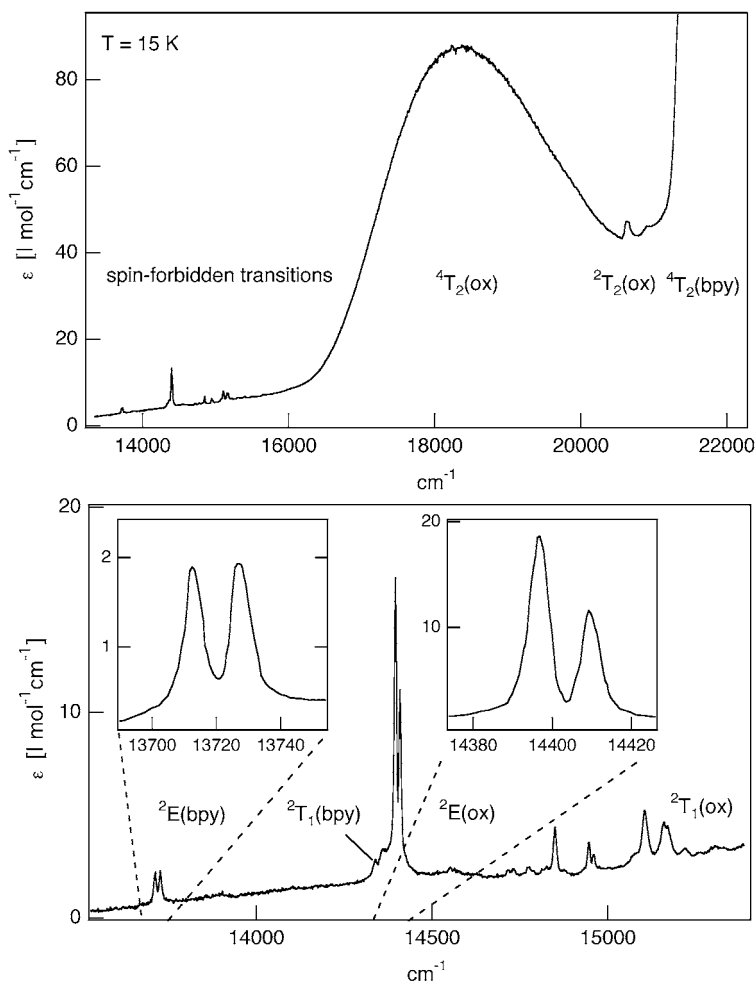 T = 15 K
80
60
40
20
0
ε [l mol⁻¹cm⁻¹]
spin-forbidden transitions
⁴T₂(ox)
²T₂(ox)
⁴T₂(bpy)
14000 16000 18000 20000 22000
cm⁻¹
20
10
0
ε [l mol⁻¹cm⁻¹]
2
1
13700 13720 13740
20
10
14380 14400 14420
²E(bpy)
²T₁(bpy)
²E(ox)
²T₁(ox)
14000 14500 15000
cm⁻¹